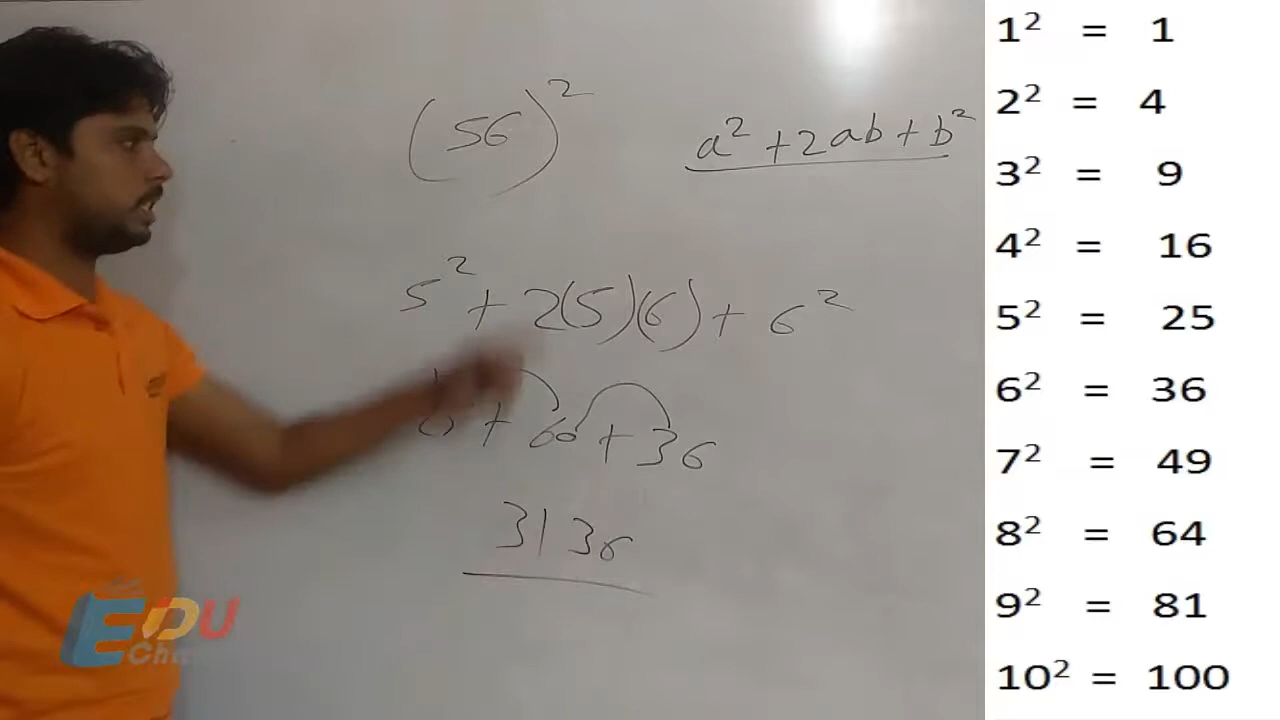 (56)²
a² + 2ab + b²
5² + 2(5)(6) + 6²
+ 60 + 36
3136
EDU
1² = 1
2² = 4
3² = 9
4² = 16
5² = 25
6² = 36
7² = 49
8² = 64
9² = 81
10² = 100